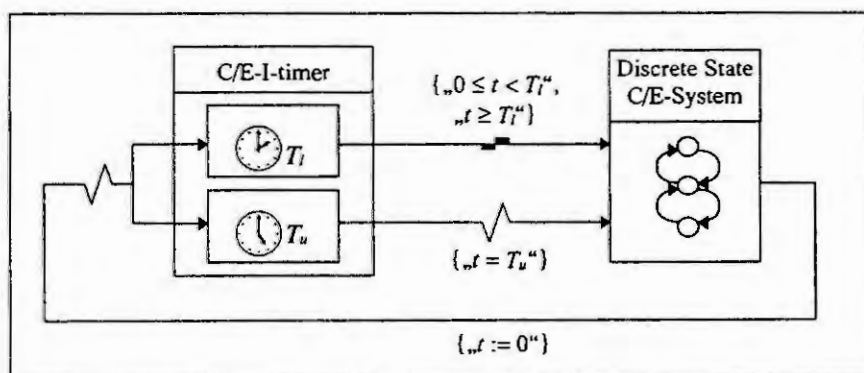 C/E-I-timer
T_l
T_u
{„0 ≤ t < T_l“,
„t ≥ T_l“}
{„t = T_u“}
Discrete State
C/E-System
{„t := 0“}